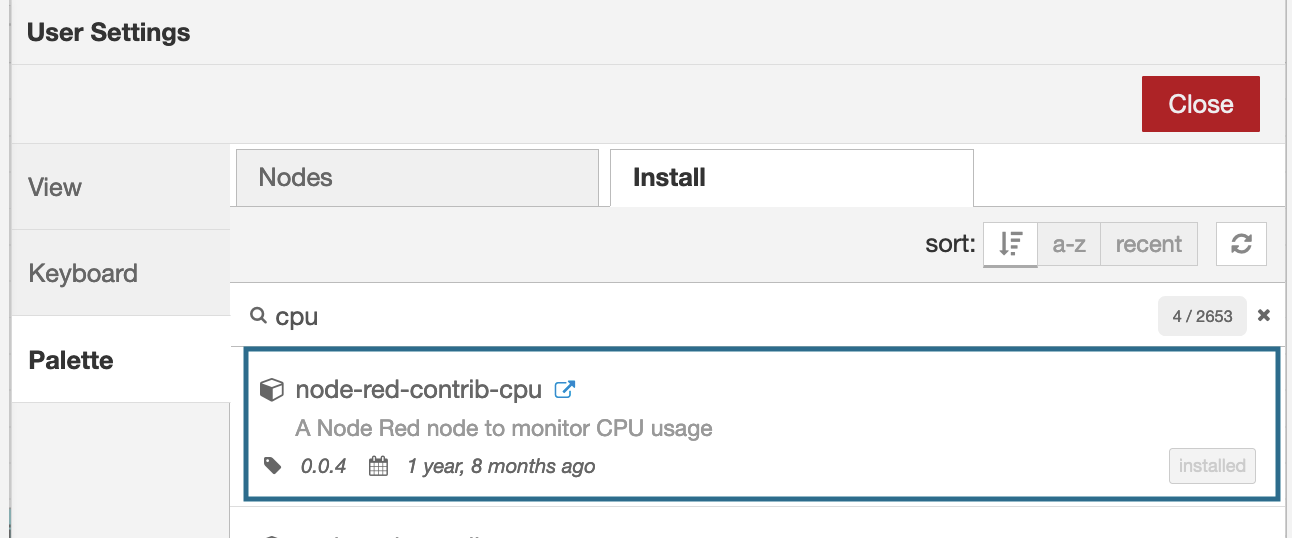 User Settings
Close
View
Keyboard
Palette
Nodes
Install
sort: a-z recent
cpu 4 / 2653
node-red-contrib-cpu
A Node Red node to monitor CPU usage
0.0.4 1 year, 8 months ago installed